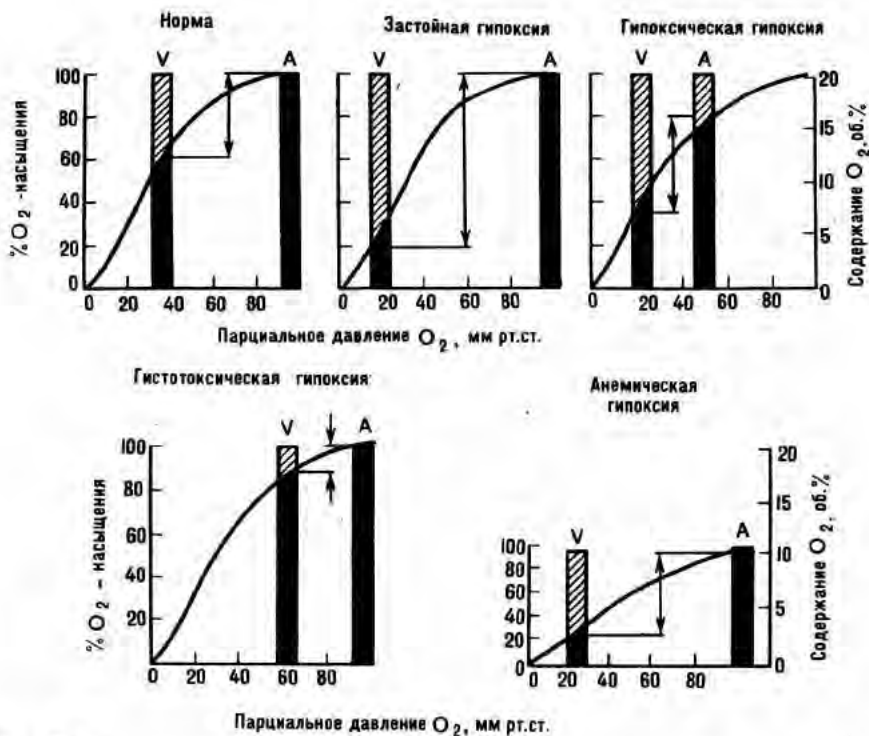 Норма
Застойная гипоксия
Гипоксическая гипоксия
V A
V A
V A
% O₂ -насыщения
100
80
60
40
20
0
0 20 40 60 80
0 20 40 60 80
0 20 40 60 80
20
15
10
5
0
Содержание O₂, об.%
Парциальное давление O₂, мм рт.ст.
Гистотоксическая гипоксия
Анемическая
гипоксия
V A
V A
% O₂ – насыщения
100
80
60
40
20
0 20 40 60 80
100
80
60
40
20
0
0 20 40 60 80
20
15
10
5
0
Содержание O₂, об.%
Парциальное давление O₂, мм рт.ст.